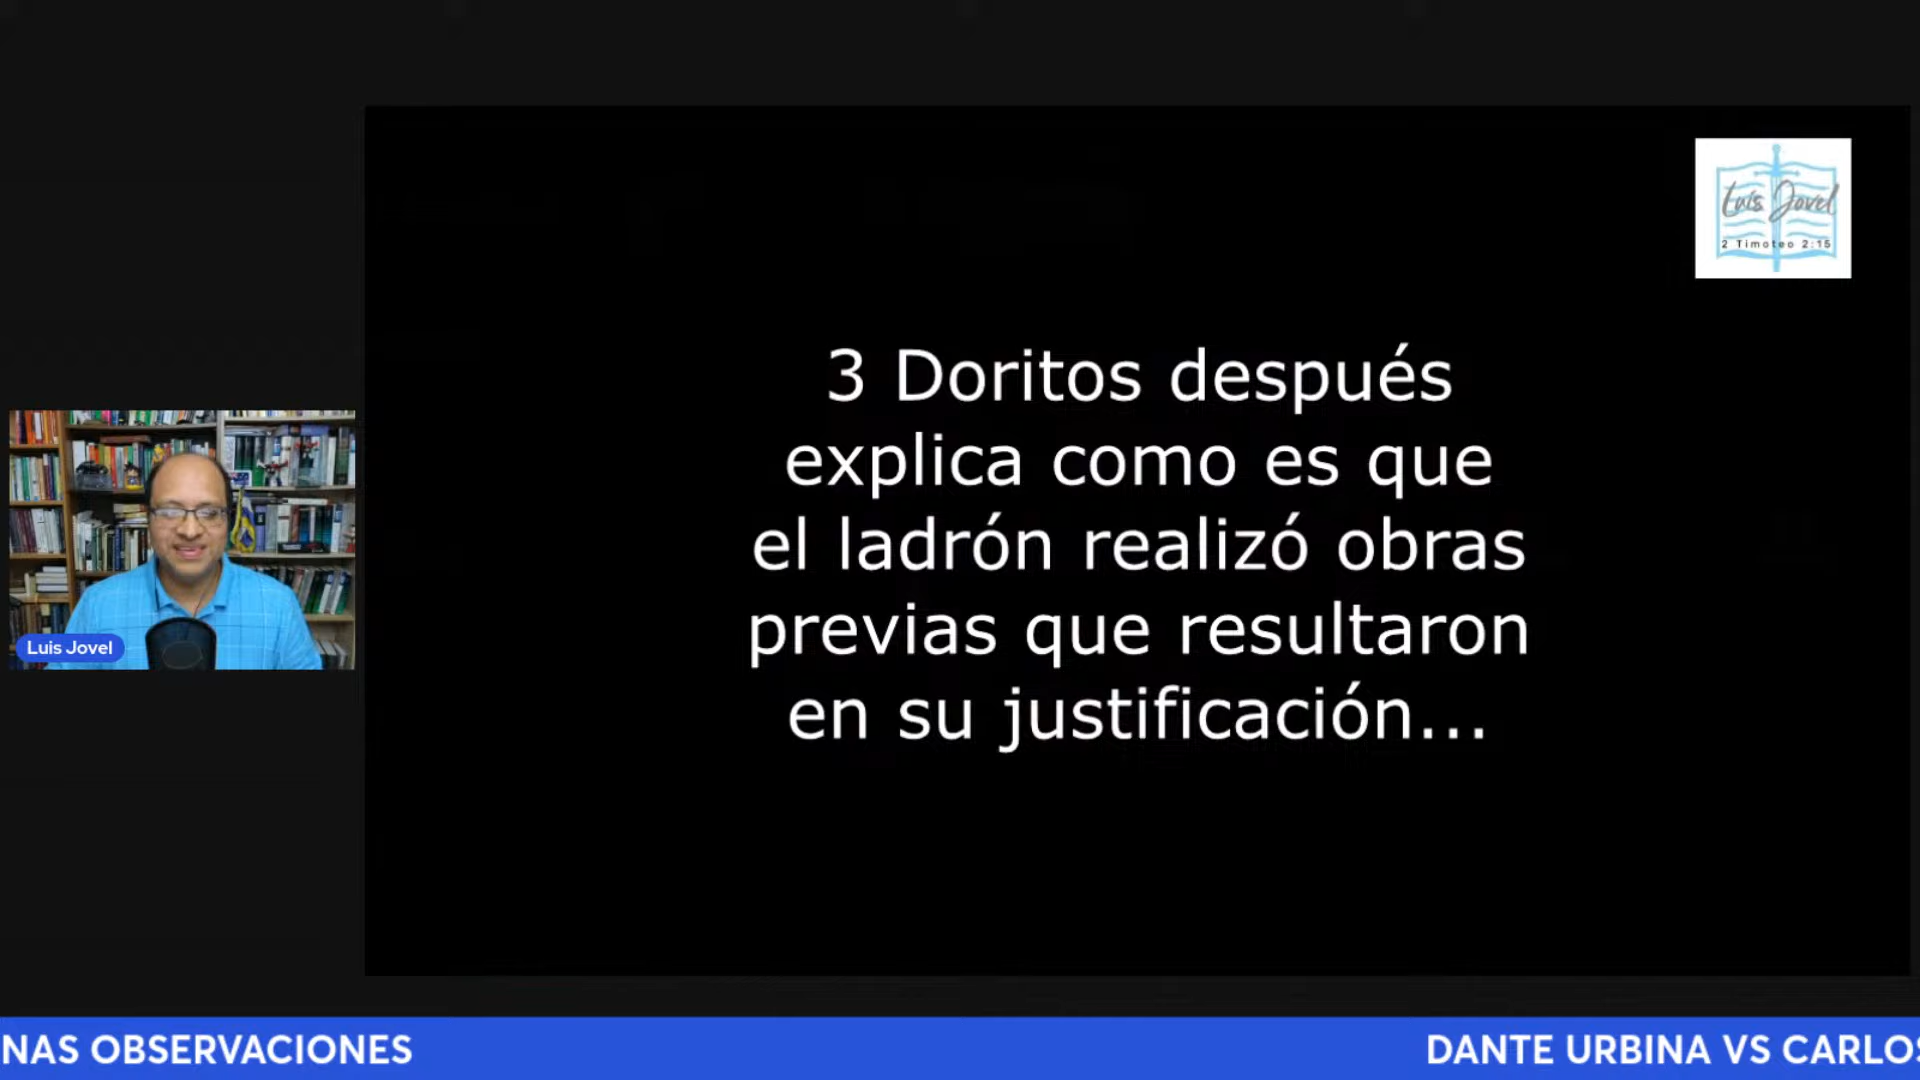 Luis Jovel
2 Timoteo 2:15
3 Doritos después
explica como es que
el ladrón realizó obras
previas que resultaron
en su justificación...
Luis Jovel
NAS OBSERVACIONES
DANTE URBINA VS CARLOS